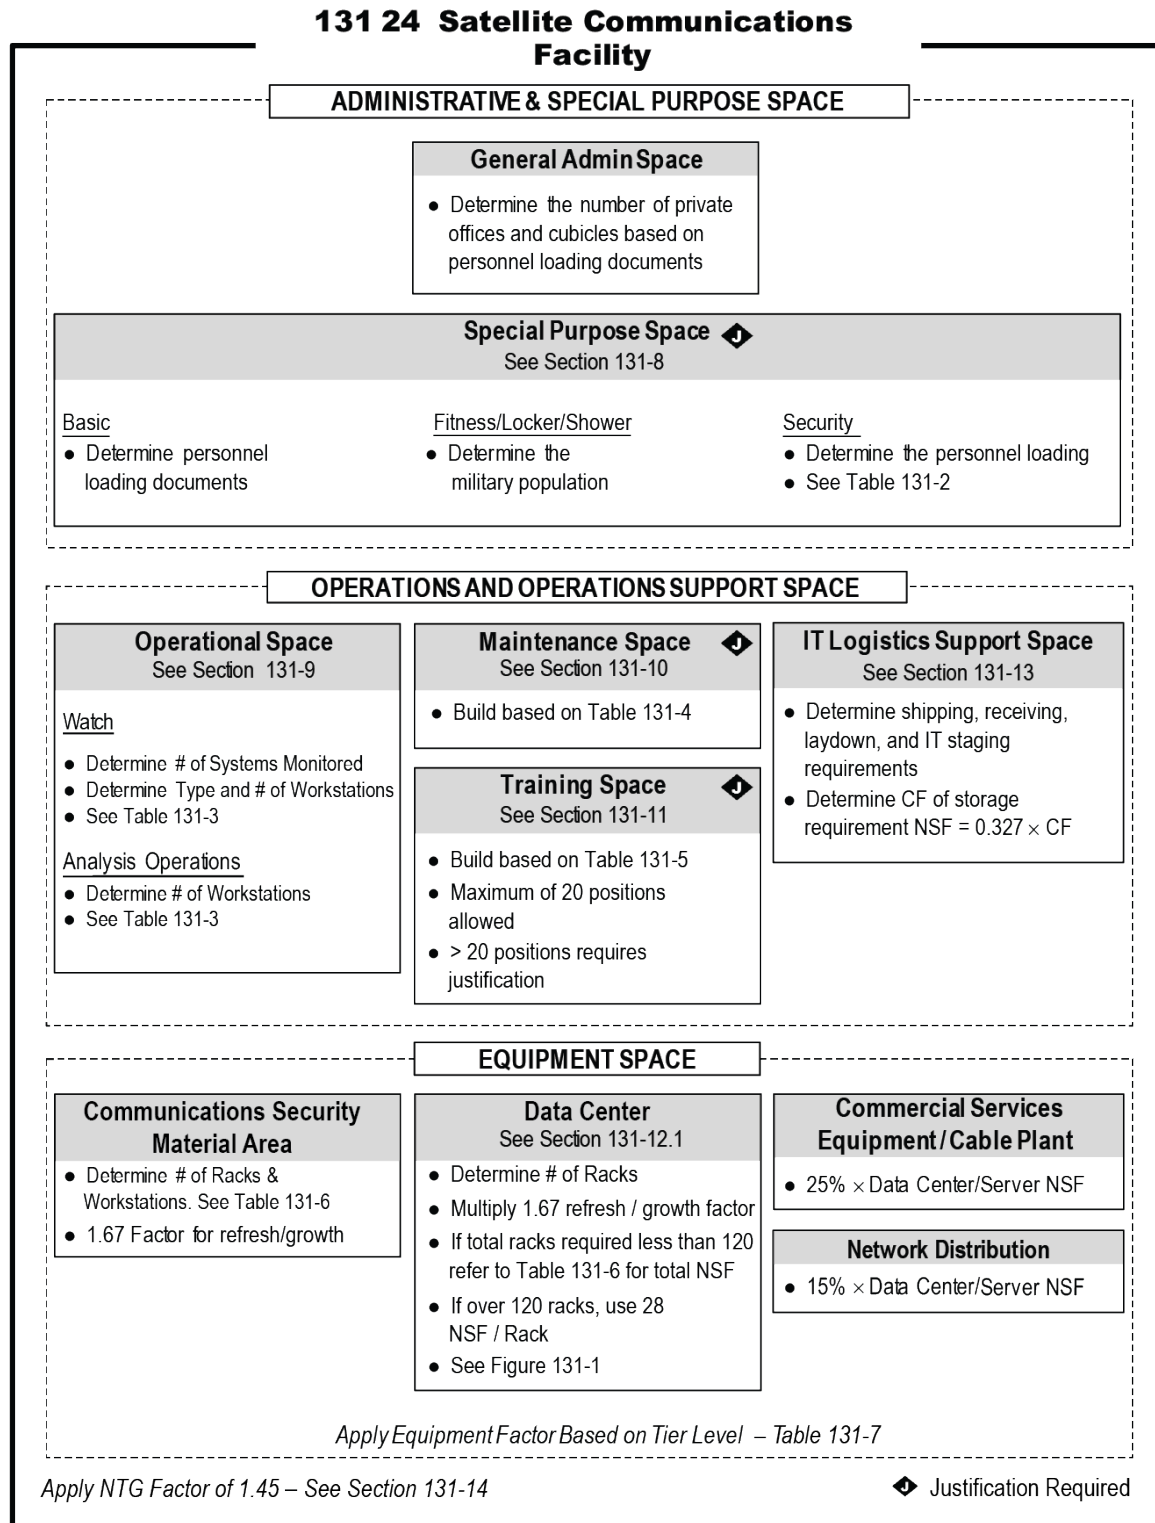 131 24 Satellite Communications
Facility
ADMINISTRATIVE & SPECIAL PURPOSE SPACE
General Admin Space
● Determine the number of private
offices and cubicles based on
personnel loading documents
Special Purpose Space J
See Section 131-8
Basic
● Determine personnel
loading documents
Fitness/Locker/Shower
● Determine the
military population
Security
● Determine the personnel loading
● See Table 131-2
OPERATIONS AND OPERATIONS SUPPORT SPACE
Operational Space
See Section 131-9
Watch
● Determine # of Systems Monitored
● Determine Type and # of Workstations
● See Table 131-3
Analysis Operations
● Determine # of Workstations
● See Table 131-3
Maintenance Space J
See Section 131-10
● Build based on Table 131-4
Training Space J
See Section 131-11
● Build based on Table 131-5
● Maximum of 20 positions
allowed
● > 20 positions requires
justification
IT Logistics Support Space
See Section 131-13
● Determine shipping, receiving,
laydown, and IT staging
requirements
● Determine CF of storage
requirement NSF = 0.327 × CF
EQUIPMENT SPACE
Communications Security
Material Area
● Determine # of Racks &
Workstations. See Table 131-6
● 1.67 Factor for refresh/growth
Data Center
See Section 131-12.1
● Determine # of Racks
● Multiply 1.67 refresh / growth factor
● If total racks required less than 120
refer to Table 131-6 for total NSF
● If over 120 racks, use 28
NSF / Rack
● See Figure 131-1
Commercial Services
Equipment / Cable Plant
● 25% × Data Center/Server NSF
Network Distribution
● 15% × Data Center/Server NSF
Apply Equipment Factor Based on Tier Level – Table 131-7
Apply NTG Factor of 1.45 – See Section 131-14
J Justification Required